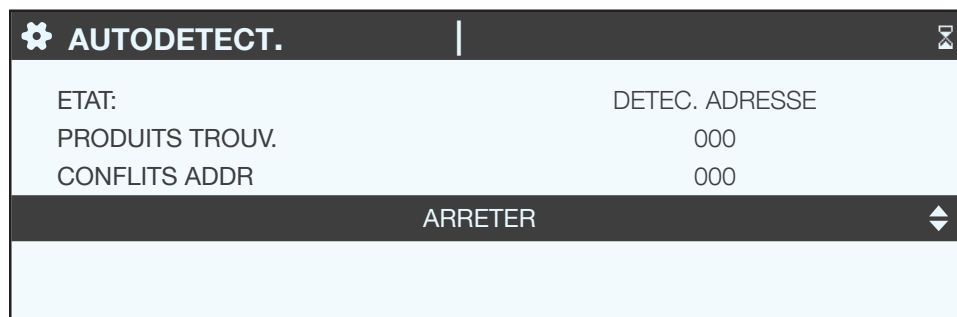 AUTODETECT.
ETAT: DETEC. ADRESSE
PRODUITS TROUV. 000
CONFLITS ADDR 000
ARRETER